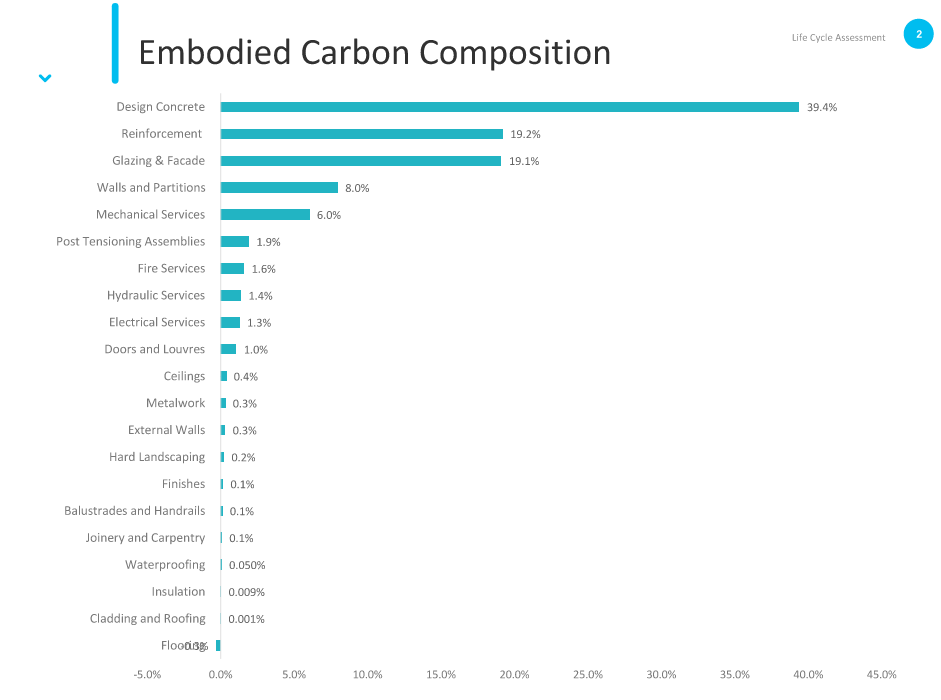 Embodied Carbon Composition
Life Cycle Assessment
2
Design Concrete 39.4%
Reinforcement 19.2%
Glazing & Facade 19.1%
Walls and Partitions 8.0%
Mechanical Services 6.0%
Post Tensioning Assemblies 1.9%
Fire Services 1.6%
Hydraulic Services 1.4%
Electrical Services 1.3%
Doors and Louvres 1.0%
Ceilings 0.4%
Metalwork 0.3%
External Walls 0.3%
Hard Landscaping 0.2%
Finishes 0.1%
Balustrades and Handrails 0.1%
Joinery and Carpentry 0.1%
Waterproofing 0.050%
Insulation 0.009%
Cladding and Roofing 0.001%
Flooring -0.3%
-5.0% 0.0% 5.0% 10.0% 15.0% 20.0% 25.0% 30.0% 35.0% 40.0% 45.0%